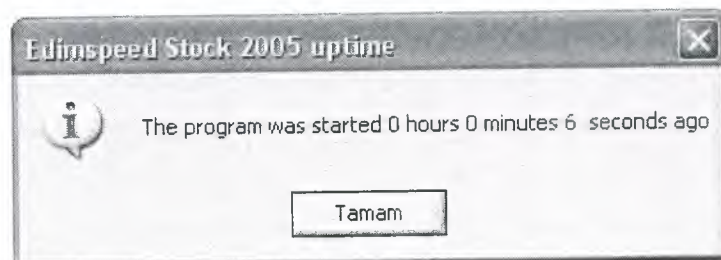 Edimspeed Stock 2005 uptime
The program was started 0 hours 0 minutes 6 seconds ago
Tamam